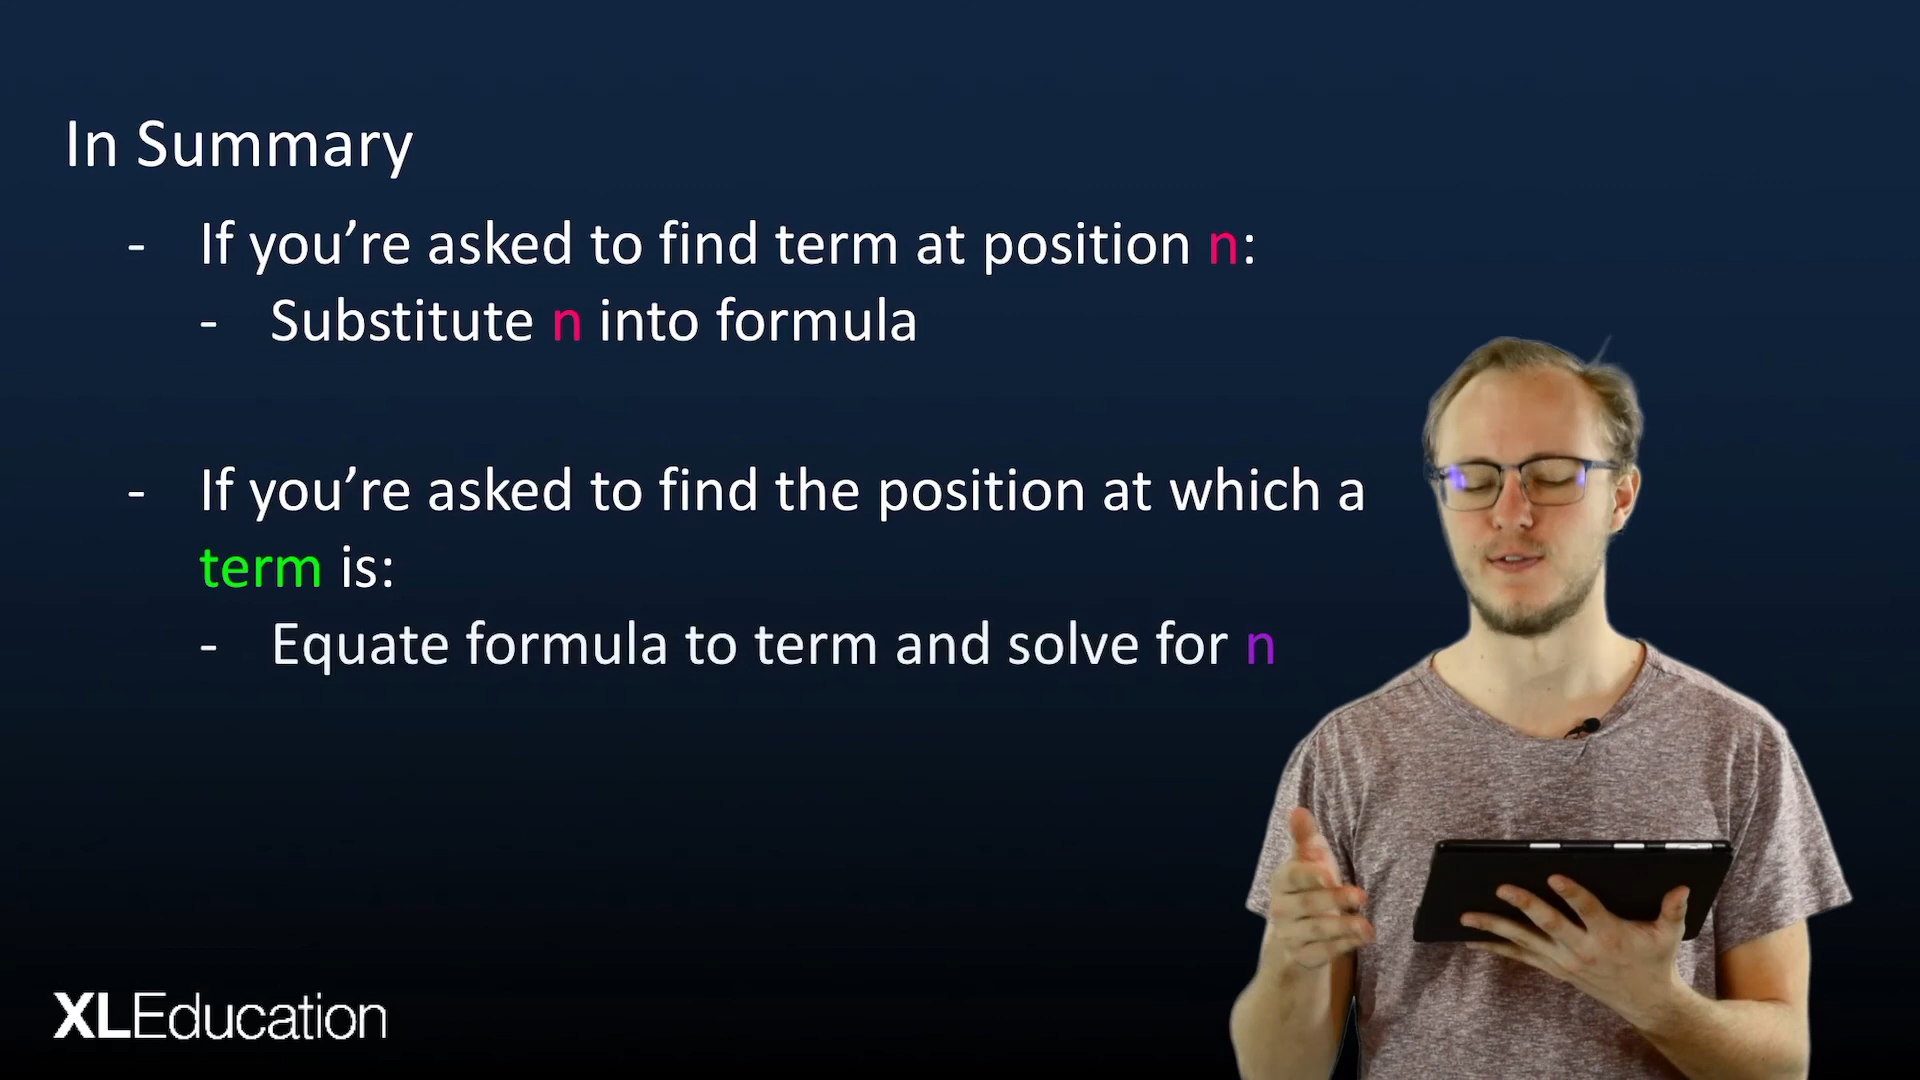 In Summary
- If you’re asked to find term at position n:
- Substitute n into formula
- If you’re asked to find the position at which a
term is:
- Equate formula to term and solve for n
XLEducation